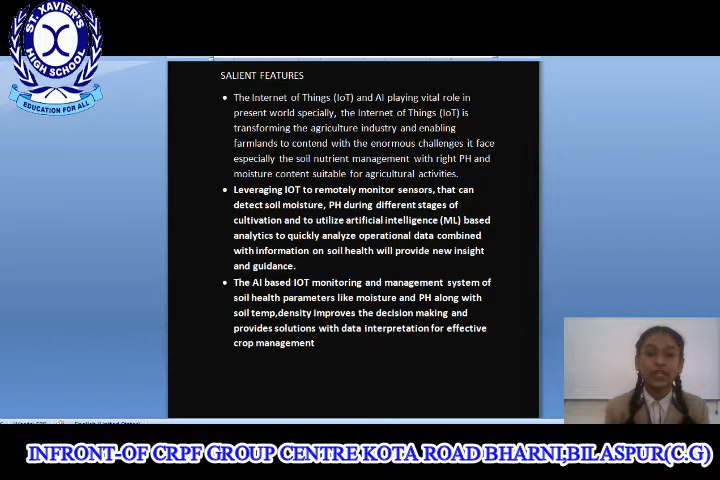 ST. XAVIER'S
HIGH SCHOOL
EDUCATION FOR ALL
SALIENT FEATURES
• The Internet of Things (IoT) and AI playing vital role in
present world specially, the Internet of Things (IoT) is
transforming the agriculture industry and enabling
farmlands to contend with the enormous challenges it face
especially the soil nutrient management with right PH and
moisture content suitable for agricultural activities.
• Leveraging IOT to remotely monitor sensors, that can
detect soil moisture, PH during different stages of
cultivation and to utilize artificial intelligence (ML) based
analytics to quickly analyze operational data combined
with information on soil health will provide new insight
and guidance.
• The AI based IOT monitoring and management system of
soil health parameters like moisture and PH along with
soil temp,density improves the decision making and
provides solutions with data interpretation for effective
crop management
INFRONT-OF CRPF GROUP CENTRE KOTA ROAD BHARNI,BILASPUR(C.G)